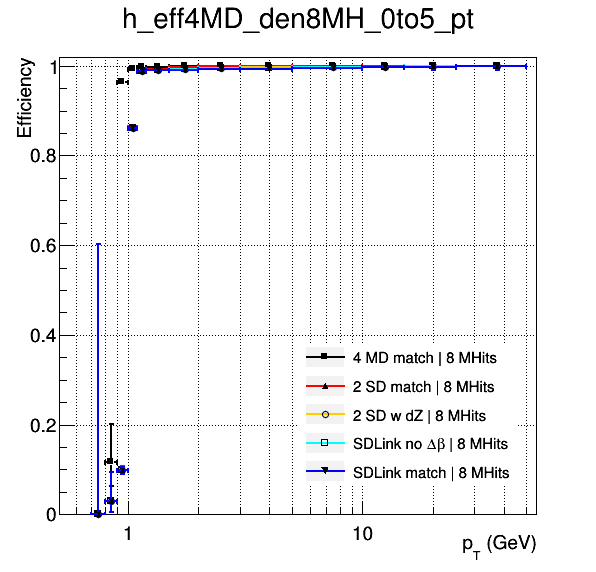 h_eff4MD_den8MH_0to5_pt
Efficiency
1
0.8
0.6
0.4
0.2
0
4 MD match | 8 MHits
2 SD match | 8 MHits
2 SD w dZ | 8 MHits
SDLink no Δβ | 8 MHits
SDLink match | 8 MHits
1
10
p_T (GeV)